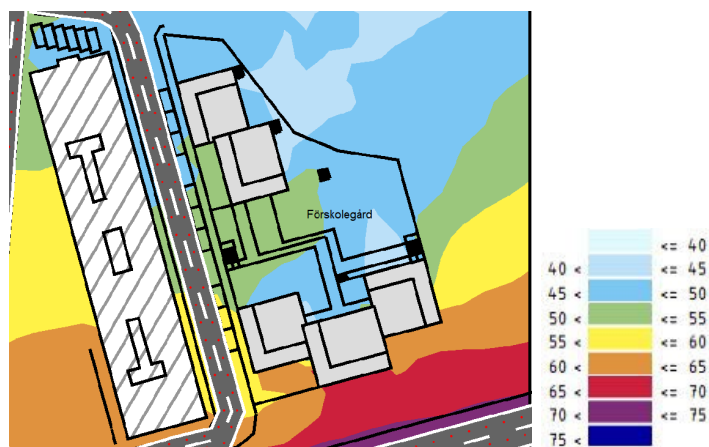 Förskolegård
<= 40
40 < <= 45
45 < <= 50
50 < <= 55
55 < <= 60
60 < <= 65
65 < <= 70
70 < <= 75
75 <